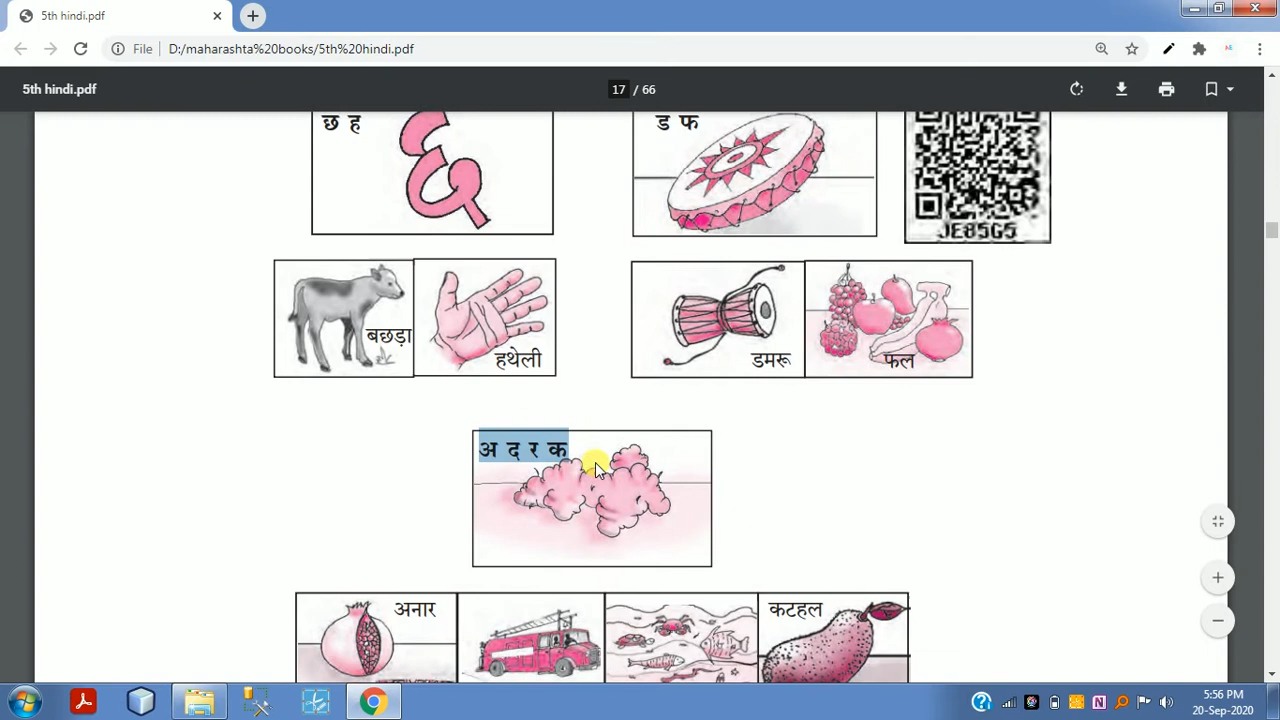 5th hindi.pdf
File D:/maharashta%20books/5th%20hindi.pdf
5th hindi.pdf
17 / 66
छ ह
ड फ
JE85G5
बछड़ा
हथेली
डमरू
फल
अ द र क
अनार
कटहल
5:56 PM
20-Sep-2020